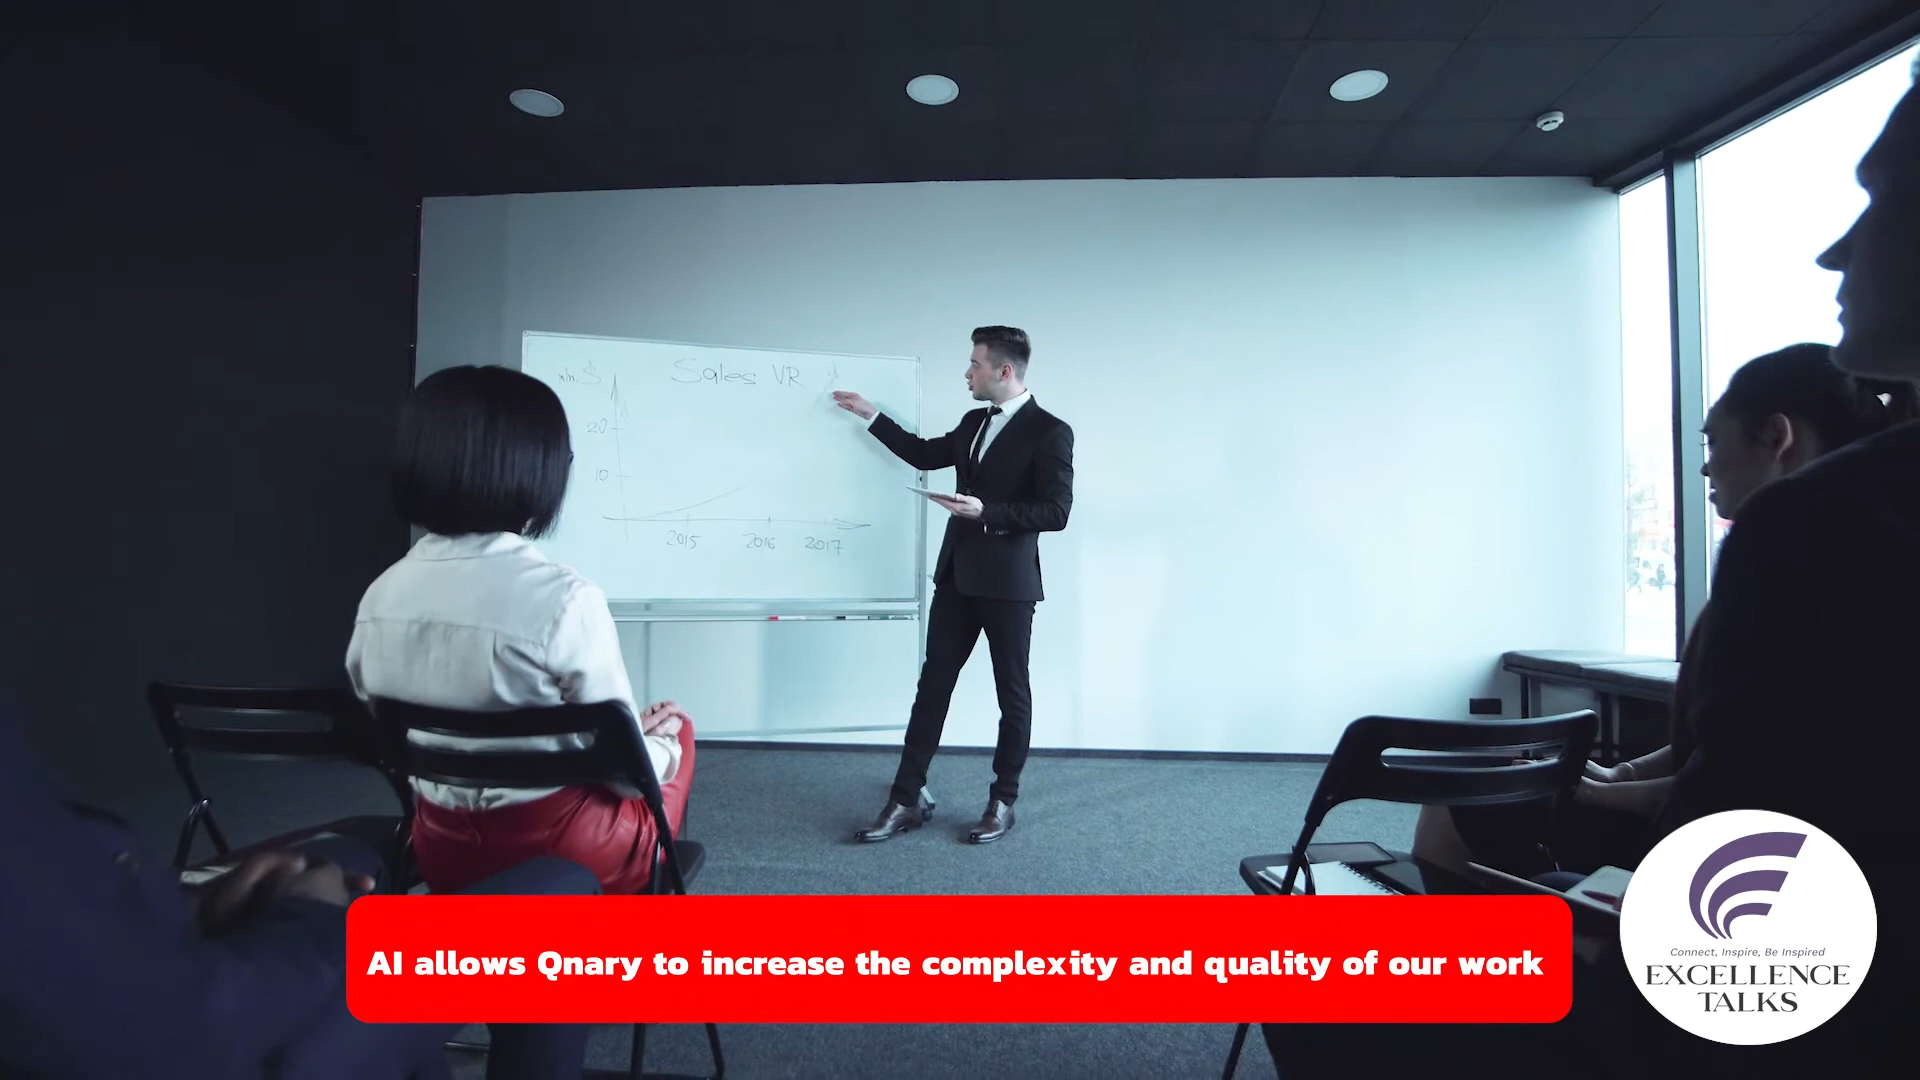 Sales VR
mln. $
20
10
2015 2016 2017
AI allows Qnary to increase the complexity and quality of our work
Connect, Inspire, Be Inspired
EXCELLENCE
TALKS